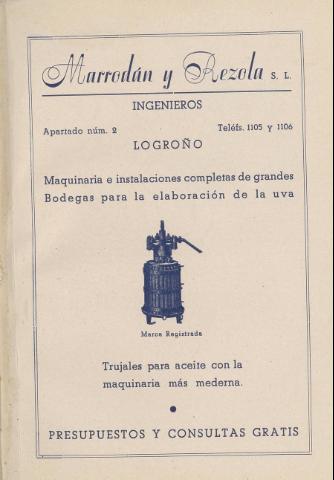 Marrodán y Rezola S. L.
INGENIEROS
Apartado núm. 2 Teléfs. 1105 y 1106
LOGROÑO
Maquinaria e instalaciones completas de grandes
Bodegas para la elaboración de la uva
Marca Registrada
Trujales para aceite con la
maquinaria más mederna.
PRESUPUESTOS Y CONSULTAS GRATIS